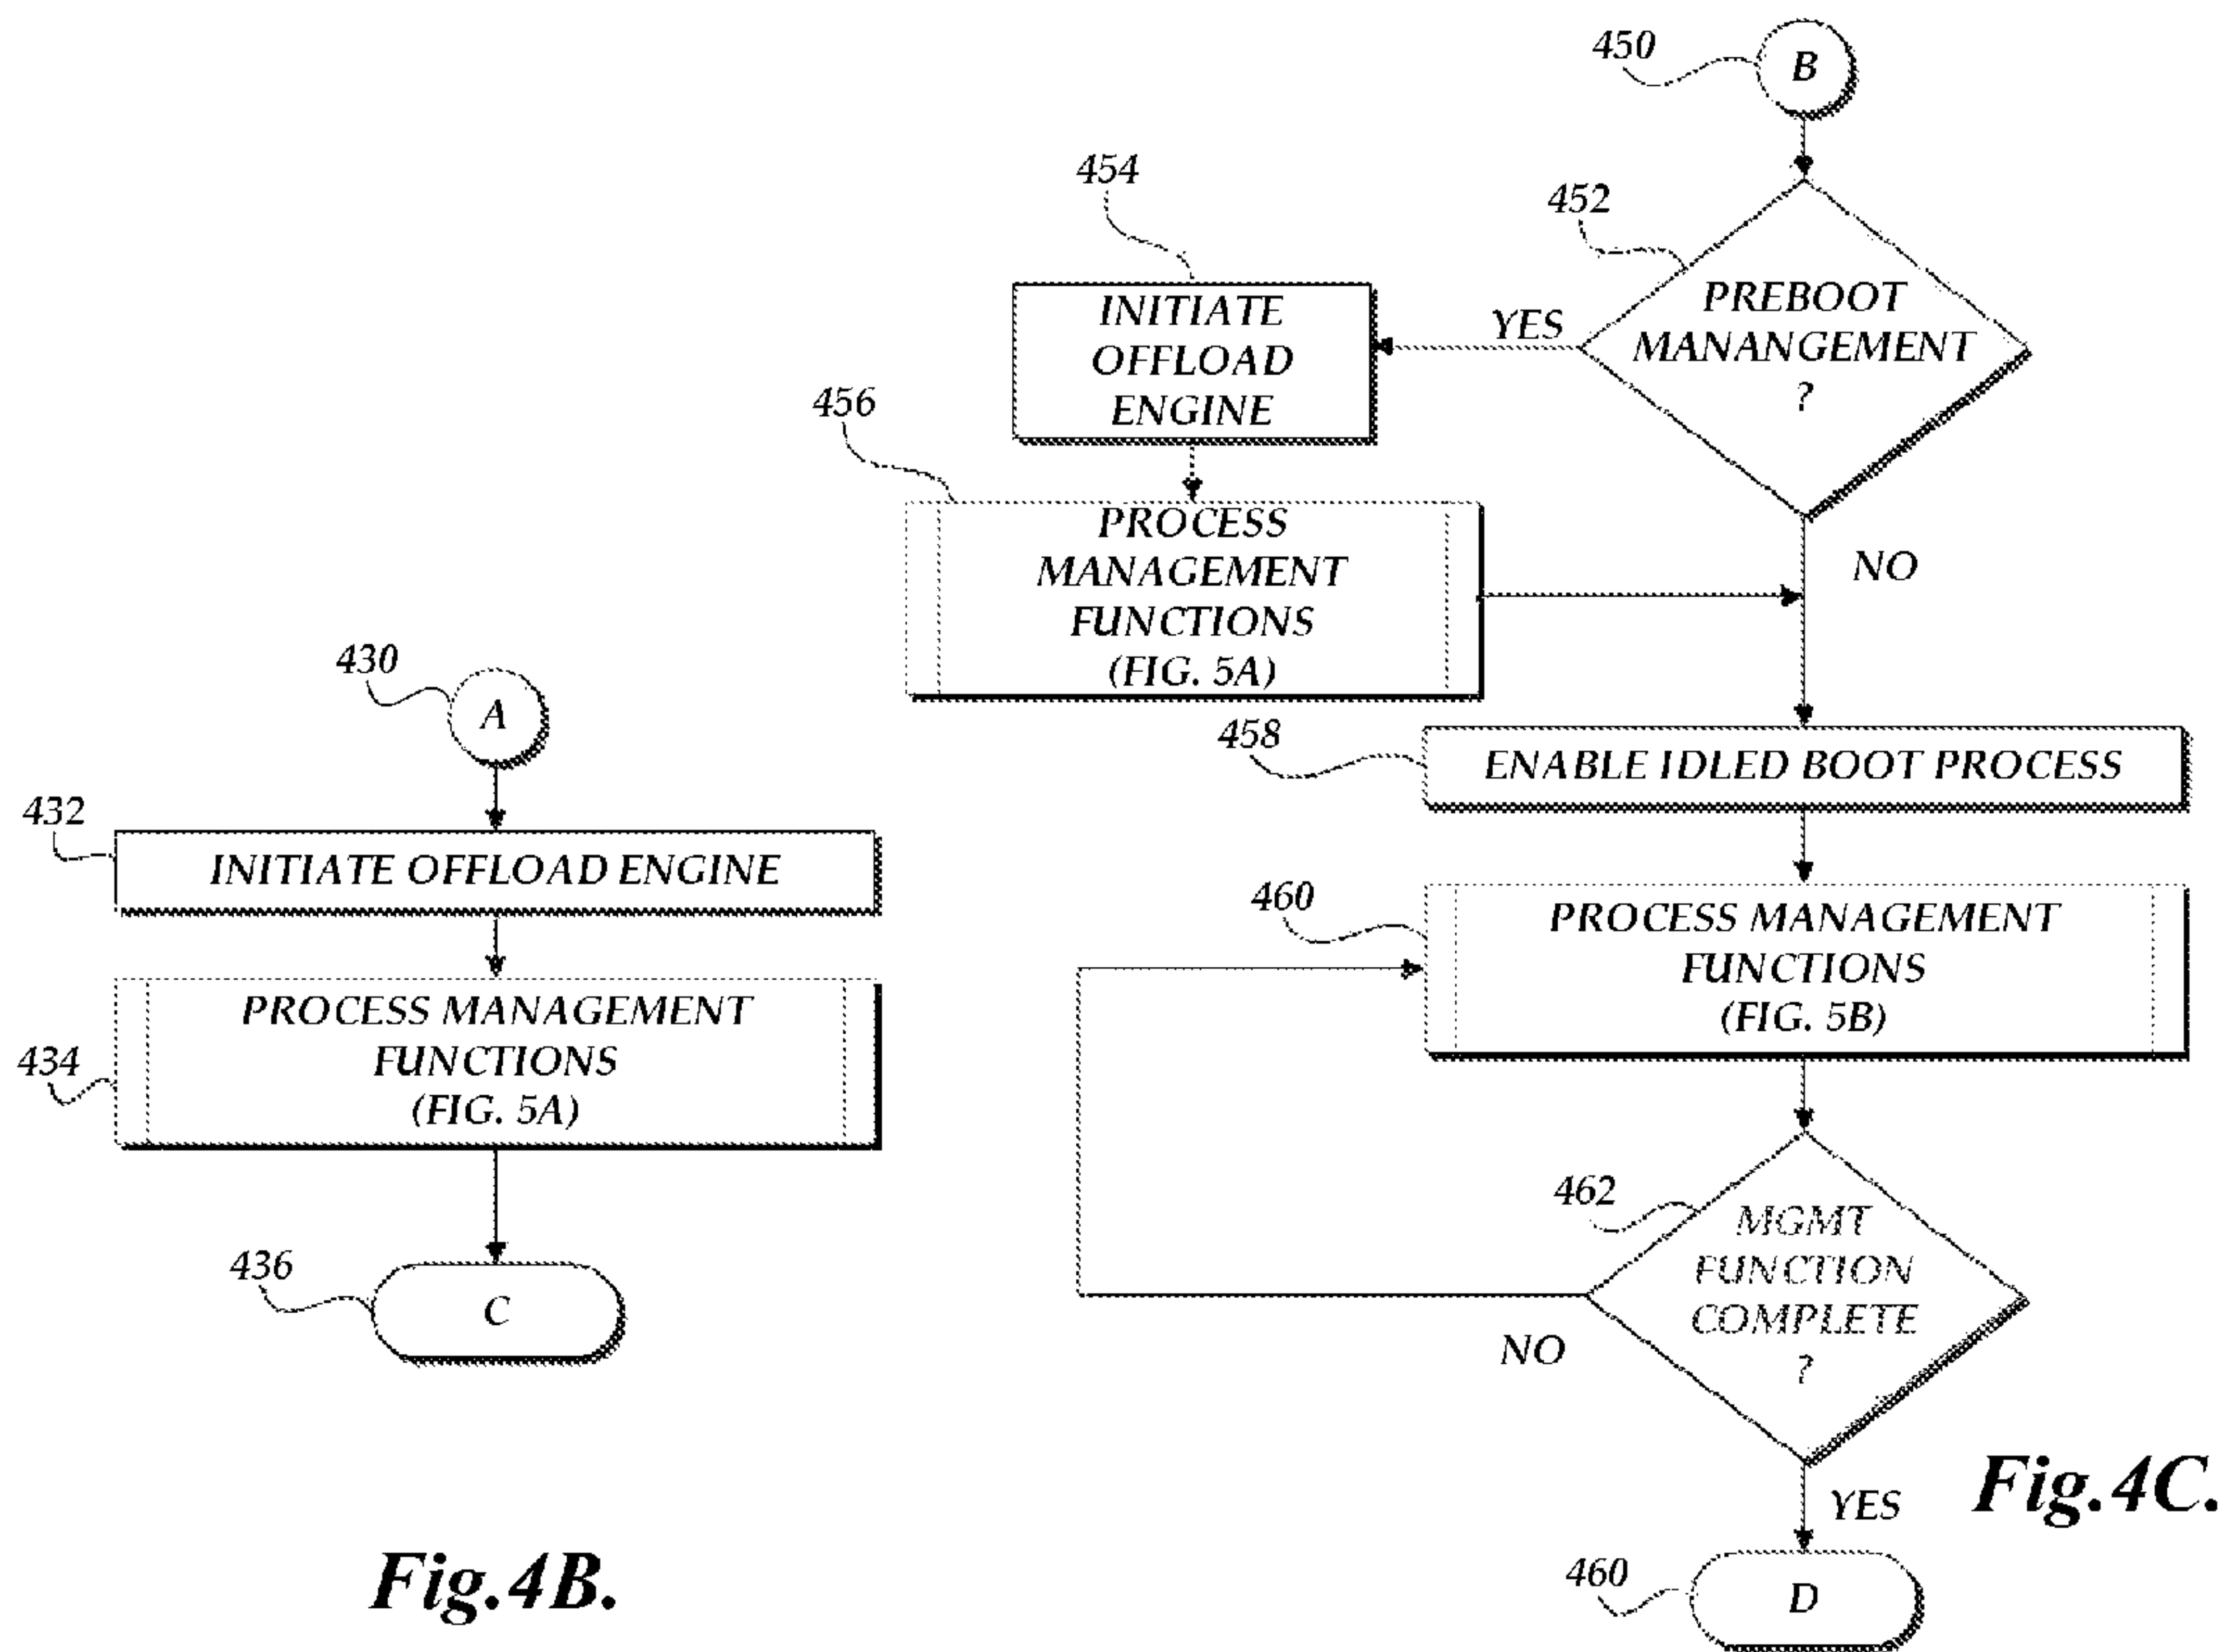 430
A
432
INITIATE OFFLOAD ENGINE
434
PROCESS MANAGEMENT
FUNCTIONS
(FIG. 5A)
436
C
Fig.4B.
450
B
452
PREBOOT
MANANGEMENT
?
YES
NO
454
INITIATE
OFFLOAD
ENGINE
456
PROCESS
MANAGEMENT
FUNCTIONS
(FIG. 5A)
458
ENABLE IDLED BOOT PROCESS
460
PROCESS MANAGEMENT
FUNCTIONS
(FIG. 5B)
462
MGMT
FUNCTION
COMPLETE
?
NO
YES
460
D
Fig.4C.